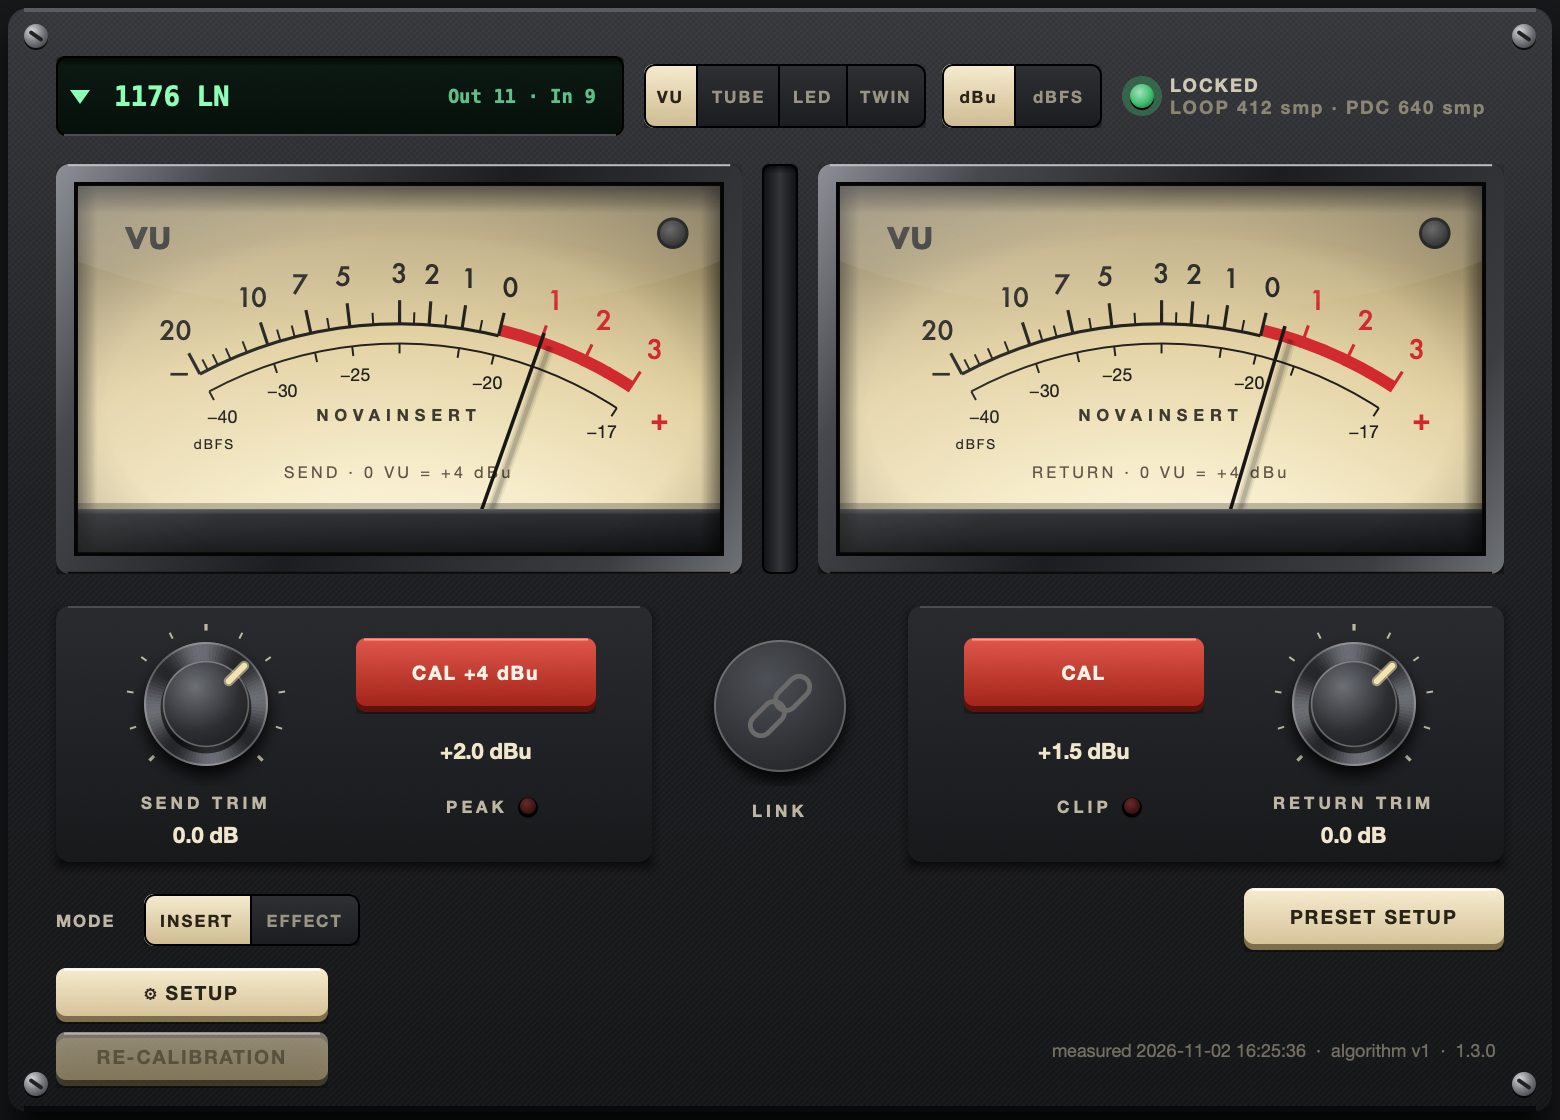 1176 LN Out 11 · In 9
VU TUBE LED TWIN
dBu dBFS
LOCKED
LOOP 412 smp · PDC 640 smp
VU
20 10 7 5 3 2 1 0 1 2 3
– +
-40 -30 -25 -20 -17
dBFS
NOVAINSERT
SEND · 0 VU = +4 dBu
VU
20 10 7 5 3 2 1 0 1 2 3
– +
-40 -30 -25 -20 -17
dBFS
NOVAINSERT
RETURN · 0 VU = +4 dBu
SEND TRIM
0.0 dB
CAL +4 dBu
+2.0 dBu
PEAK
LINK
CAL
+1.5 dBu
CLIP
RETURN TRIM
0.0 dB
MODE INSERT EFFECT
PRESET SETUP
⚙ SETUP
RE-CALIBRATION
measured 2026-11-02 16:25:36 · algorithm v1 · 1.3.0